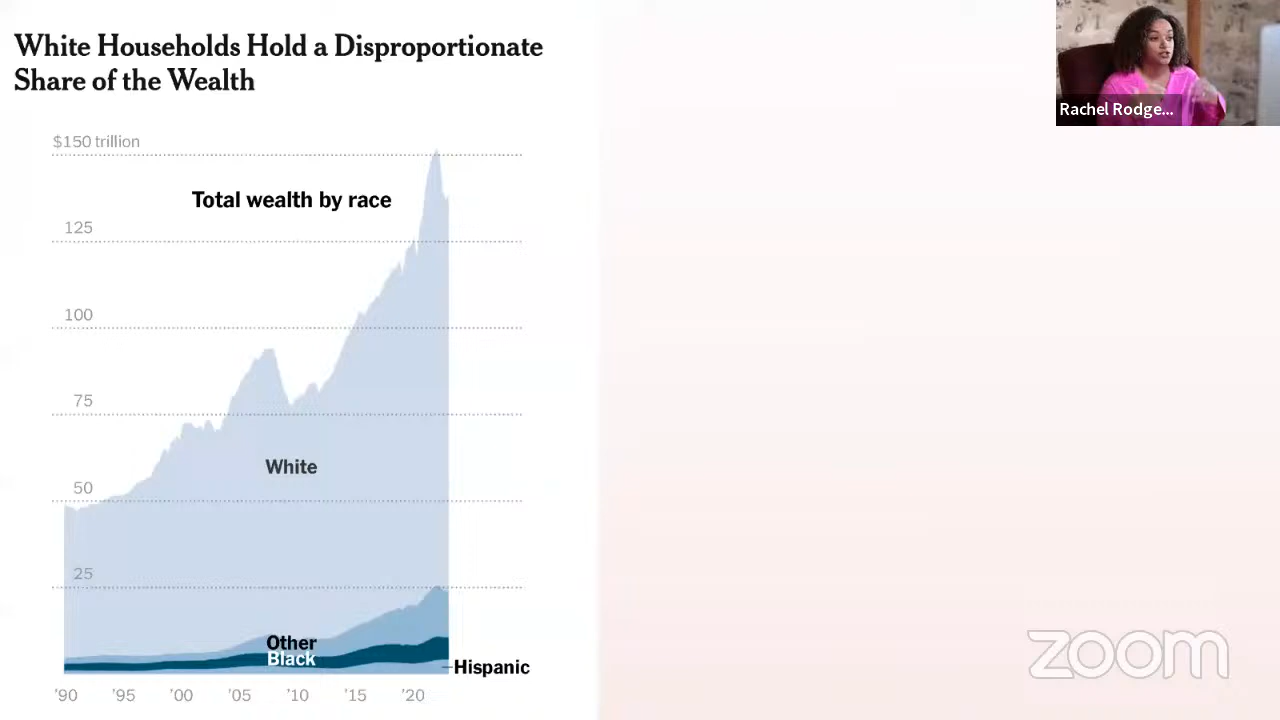 White Households Hold a Disproportionate
Share of the Wealth
Rachel Rodge...
$150 trillion
Total wealth by race
125
100
75
White
50
25
Other
Black
Hispanic
'90 '95 '00 '05 '10 '15 '20
zoom